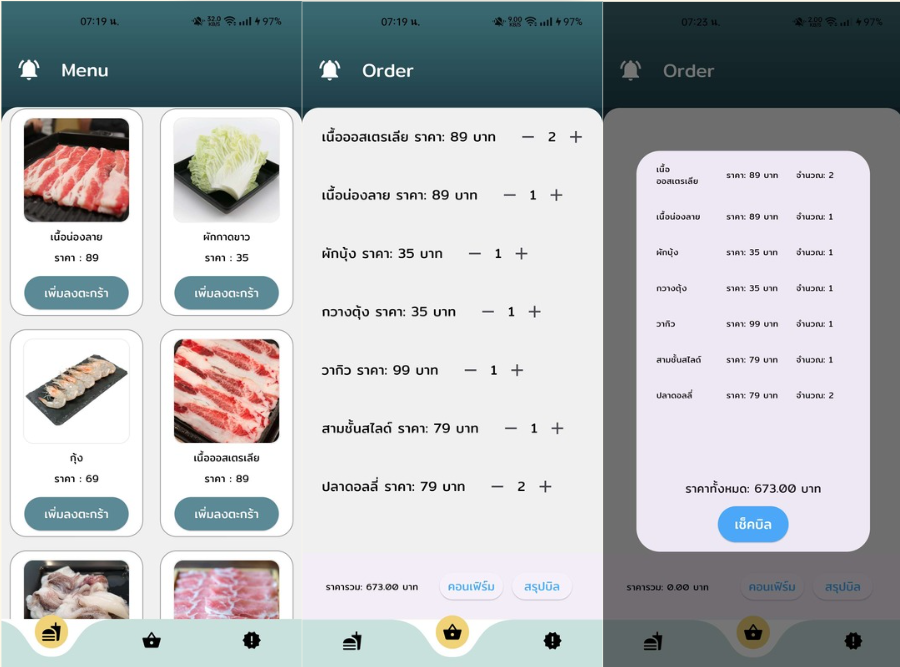 07:19 น.
52.0 KB/S
97%
Menu
เนื้อน่องลาย
ราคา : 89
เพิ่มลงตะกร้า
ผักกาดขาว
ราคา : 35
เพิ่มลงตะกร้า
กุ้ง
ราคา : 69
เพิ่มลงตะกร้า
เนื้อออสเตรเลีย
ราคา : 89
เพิ่มลงตะกร้า
07:19 น.
9.00 KB/S
97%
Order
เนื้อออสเตรเลีย ราคา: 89 บาท — 2 +
เนื้อน่องลาย ราคา: 89 บาท — 1 +
ผักบุ้ง ราคา: 35 บาท — 1 +
กวางตุ้ง ราคา: 35 บาท — 1 +
วากิว ราคา: 99 บาท — 1 +
สามชั้นสไลด์ ราคา: 79 บาท — 1 +
ปลาดอลลี่ ราคา: 79 บาท — 2 +
ราคารวม: 673.00 บาท
คอนเฟิร์ม
สรุปบิล
07:23 น.
97%
Order
เนื้อ
ออสเตรเลีย ราคา: 89 บาท จำนวน: 2
เนื้อน่องลาย ราคา: 89 บาท จำนวน: 1
ผักบุ้ง ราคา: 35 บาท จำนวน: 1
กวางตุ้ง ราคา: 35 บาท จำนวน: 1
วากิว ราคา: 99 บาท จำนวน: 1
สามชั้นสไลด์ ราคา: 79 บาท จำนวน: 1
ปลาดอลลี่ ราคา: 79 บาท จำนวน: 2
ราคาทั้งหมด: 673.00 บาท
เช็คบิล
ราคารวม: 0.00 บาท
คอนเฟิร์ม
สรุปบิล